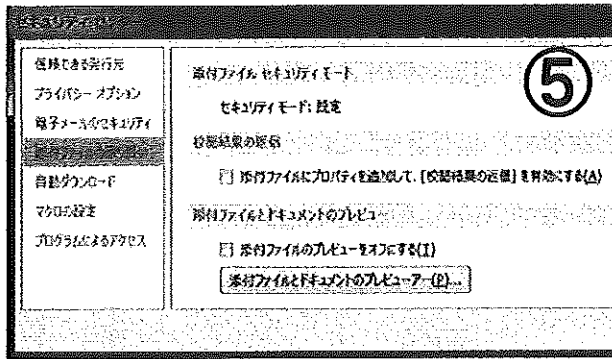 セキュリティ センター
信頼できる発行元
プライバシー オプション
電子メールのセキュリティ
添付ファイルの
自動ダウンロード
マクロの設定
プログラムによるアクセス
添付ファイル セキュリティ モード
セキュリティ モード: 設定
校閲結果の返信
添付ファイルにプロパティを追加して、[校閲結果の返信] を有効にする(A)
添付ファイルとドキュメントのプレビュー
添付ファイルのプレビューをオフにする(T)
添付ファイルとドキュメントのプレビューアー(P)...
⑤